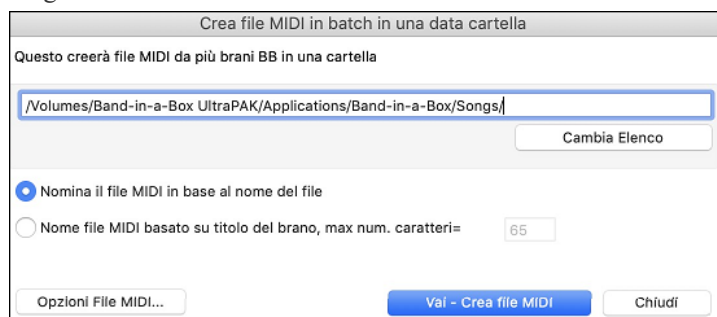 Crea file MIDI in batch in una data cartella
Questo creerà file MIDI da più brani BB in una cartella
/Volumes/Band-in-a-Box UltraPAK/Applications/Band-in-a-Box/Songs/
Cambia Elenco
Nomina il file MIDI in base al nome del file
Nome file MIDI basato su titolo del brano, max num. caratteri= 65
Opzioni File MIDI... Vai - Crea file MIDI Chiudi